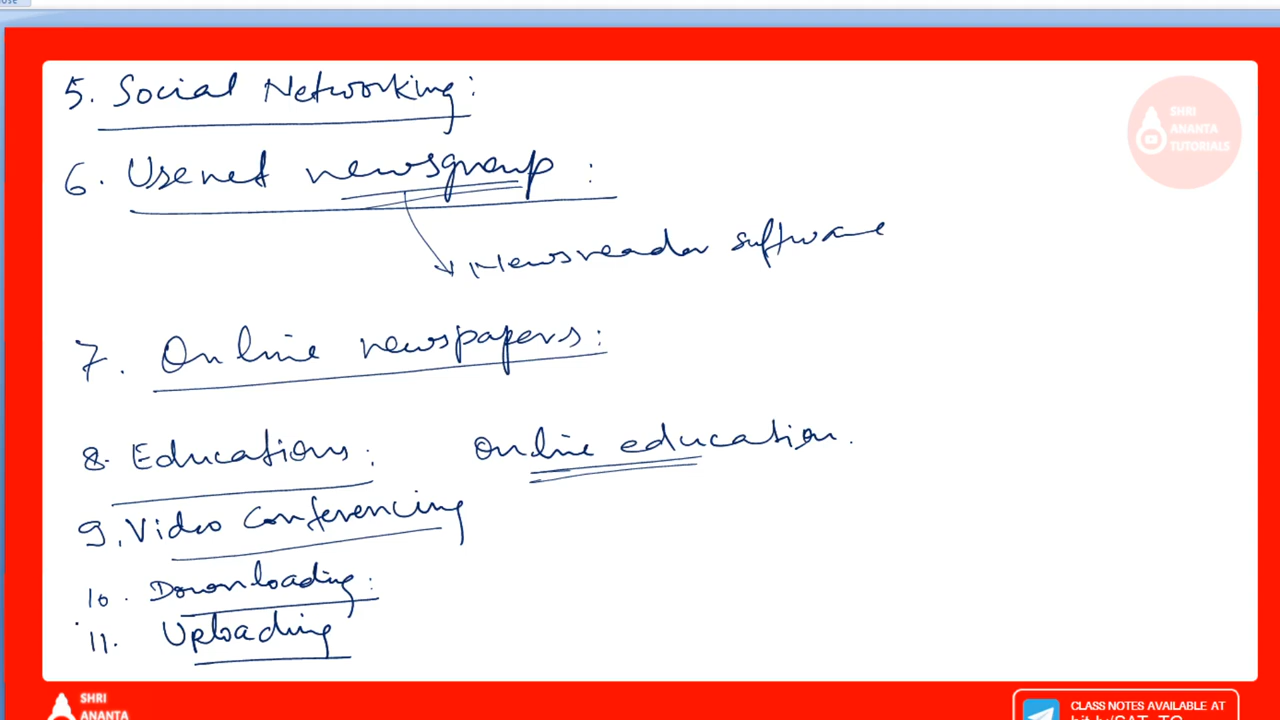 5. Social Networking:
SHRI
ANANTA
TUTORIALS
6. Usenet newsgroup :
Newsreader software
7. Online newspapers:
8. Educations: Online education.
9. Video Conferencing
10. Downloading:
11. Uploading
SHRI
ANANTA
CLASS NOTES AVAILABLE AT